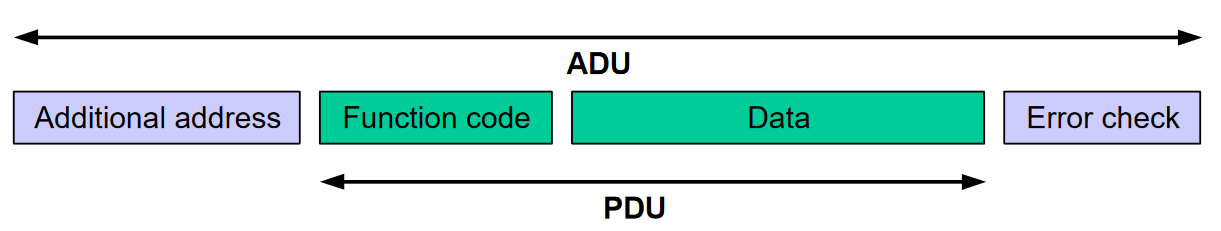 ADU
Additional address Function code Data Error check
PDU